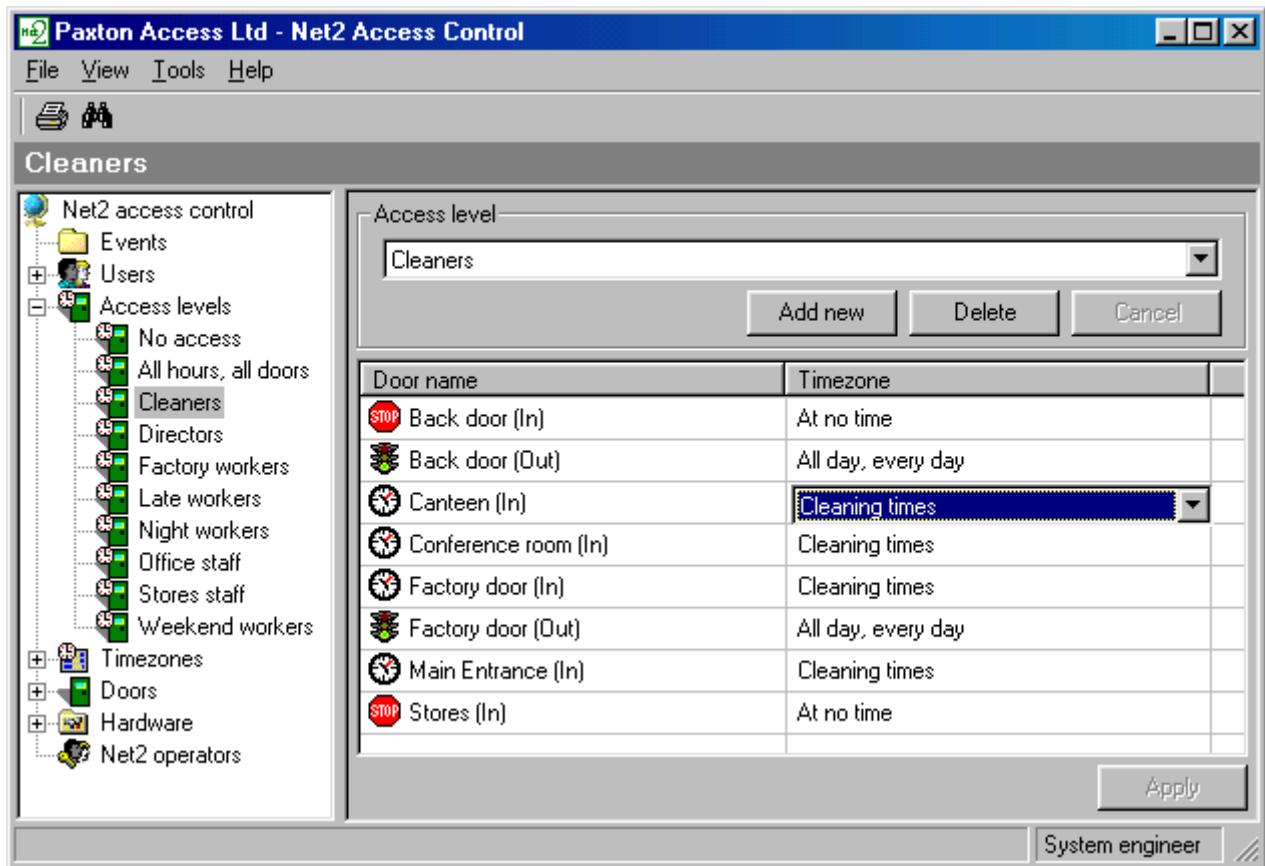 Paxton Access Ltd - Net2 Access Control
File View Tools Help
Cleaners
Net2 access control
Events
Users
Access levels
No access
All hours, all doors
Cleaners
Directors
Factory workers
Late workers
Night workers
Office staff
Stores staff
Weekend workers
Timezones
Doors
Hardware
Net2 operators
Access level
Cleaners
Add new Delete Cancel
Door name Timezone
STOP Back door (In) At no time
Back door (Out) All day, every day
Canteen (In) Cleaning times
Conference room (In) Cleaning times
Factory door (In) Cleaning times
Factory door (Out) All day, every day
Main Entrance (In) Cleaning times
STOP Stores (In) At no time
Apply
System engineer